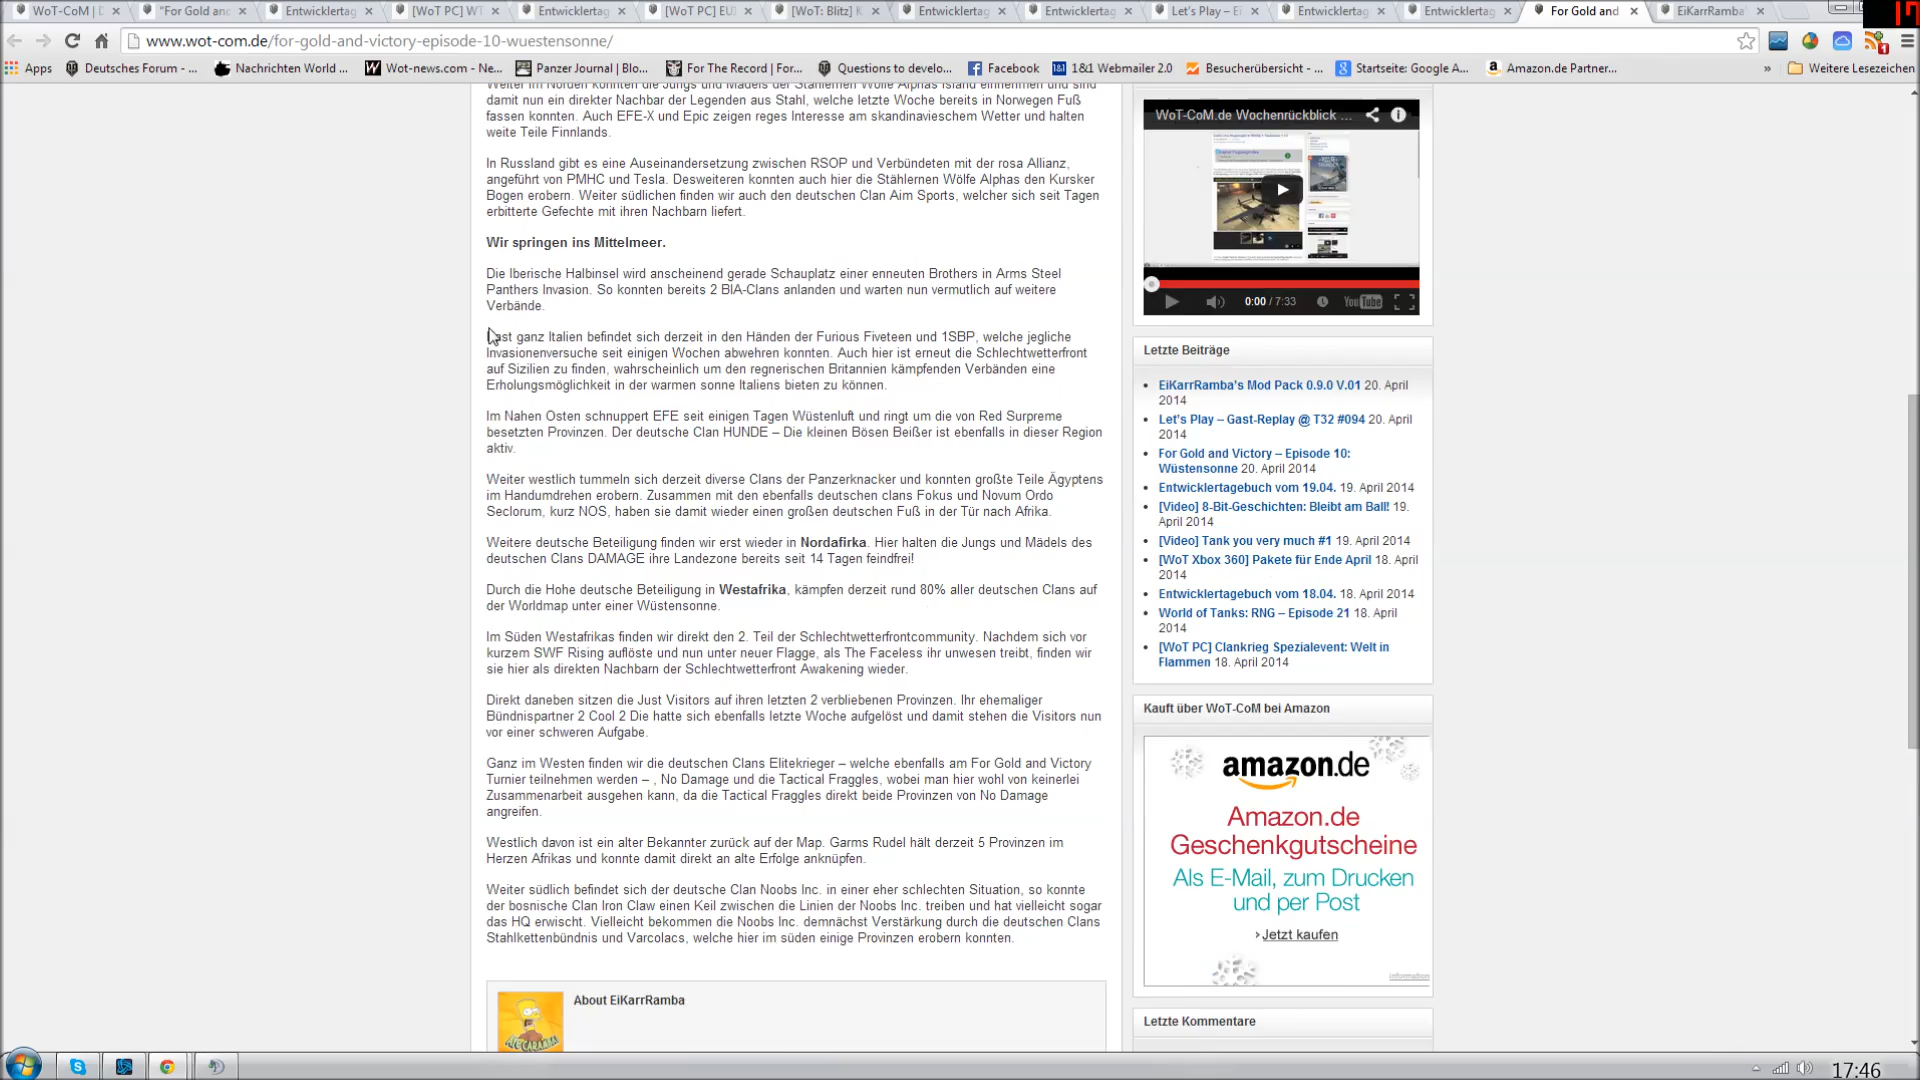 WoT-CoM | D
"For Gold an
Entwicklertag
[WoT PC] WT
Entwicklertag
[WoT PC] EU
[WoT: Blitz] K
Entwicklertag
Entwicklertag
Let's Play – Ei
Entwicklertag
Entwicklertag
For Gold and
EiKarrRamba
www.wot-com.de/for-gold-and-victory-episode-10-wuestensonne/
Apps
Deutsches Forum - ...
Nachrichten World ...
Wot-news.com - Ne...
Panzer Journal | Blo...
For The Record | For...
Questions to develo...
Facebook
1&1 Webmailer 2.0
Besucherübersicht - ...
Startseite: Google A...
Amazon.de Partner...
»
Weitere Lesezeichen
Weiter im Norden konnten die Jungs und Mädels der Stählernen Wölfe Alphas Island einnehmen und sind
damit nun ein direkter Nachbar der Legenden aus Stahl, welche letzte Woche bereits in Norwegen Fuß
fassen konnten. Auch EFE-X und Epic zeigen reges Interesse am skandinavieschem Wetter und halten
weite Teile Finnlands.
In Russland gibt es eine Auseinandersetzung zwischen RSOP und Verbündeten mit der rosa Allianz,
angeführt von PMHC und Tesla. Desweiteren konnten auch hier die Stählernen Wölfe Alphas den Kursker
Bogen erobern. Weiter südlichen finden wir auch den deutschen Clan Aim Sports, welcher sich seit Tagen
erbitterte Gefechte mit ihren Nachbarn liefert.
Wir springen ins Mittelmeer.
Die Iberische Halbinsel wird anscheinend gerade Schauplatz einer enneuten Brothers in Arms Steel
Panthers Invasion. So konnten bereits 2 BIA-Clans anlanden und warten nun vermutlich auf weitere
Verbände.
Fast ganz Italien befindet sich derzeit in den Händen der Furious Fiveteen und 1SBP, welche jegliche
Invasionenversuche seit einigen Wochen abwehren konnten. Auch hier ist erneut die Schlechtwetterfront
auf Sizilien zu finden, wahrscheinlich um den regnerischen Britannien kämpfenden Verbänden eine
Erholungsmöglichkeit in der warmen sonne Italiens bieten zu können.
Im Nahen Osten schnuppert EFE seit einigen Tagen Wüstenluft und ringt um die von Red Surpreme
besetzten Provinzen. Der deutsche Clan HUNDE – Die kleinen Bösen Beißer ist ebenfalls in dieser Region
aktiv.
Weiter westlich tummeln sich derzeit diverse Clans der Panzerknacker und konnten großte Teile Ägyptens
im Handumdrehen erobern. Zusammen mit den ebenfalls deutschen clans Fokus und Novum Ordo
Seclorum, kurz NOS, haben sie damit wieder einen großen deutschen Fuß in der Tür nach Afrika.
Weitere deutsche Beteiligung finden wir erst wieder in Nordafirka. Hier halten die Jungs und Mädels des
deutschen Clans DAMAGE ihre Landezone bereits seit 14 Tagen feindfrei!
Durch die Hohe deutsche Beteiligung in Westafrika, kämpfen derzeit rund 80% aller deutschen Clans auf
der Worldmap unter einer Wüstensonne.
Im Süden Westafrikas finden wir direkt den 2. Teil der Schlechtwetterfrontcommunity. Nachdem sich vor
kurzem SWF Rising auflöste und nun unter neuer Flagge, als The Faceless ihr unwesen treibt, finden wir
sie hier als direkten Nachbarn der Schlechtwetterfront Awakening wieder.
Direkt daneben sitzen die Just Visitors auf ihren letzten 2 verbliebenen Provinzen. Ihr ehemaliger
Bündnispartner 2 Cool 2 Die hatte sich ebenfalls letzte Woche aufgelöst und damit stehen die Visitors nun
vor einer schweren Aufgabe.
Ganz im Westen finden wir die deutschen Clans Elitekrieger – welche ebenfalls am For Gold and Victory
Turnier teilnehmen werden – , No Damage und die Tactical Fraggles, wobei man hier wohl von keinerlei
Zusammenarbeit ausgehen kann, da die Tactical Fraggles direkt beide Provinzen von No Damage
angreifen.
Westlich davon ist ein alter Bekannter zurück auf der Map. Garms Rudel hält derzeit 5 Provinzen im
Herzen Afrikas und konnte damit direkt an alte Erfolge anknüpfen.
Weiter südlich befindet sich der deutsche Clan Noobs Inc. in einer eher schlechten Situation, so konnte
der bosnische Clan Iron Claw einen Keil zwischen die Linien der Noobs Inc. treiben und hat vielleicht sogar
das HQ erwischt. Vielleicht bekommen die Noobs Inc. demnächst Verstärkung durch die deutschen Clans
Stahlkettenbündnis und Varcolacs, welche hier im süden einige Provinzen erobern konnten.
About EiKarrRamba
AYE CARAMBA
WoT-CoM.de Wochenrückblick ...
0:00 / 7:33
YouTube
Letzte Beiträge
EiKarrRamba's Mod Pack 0.9.0 V.01 20. April
2014
Let's Play – Gast-Replay @ T32 #094 20. April
2014
For Gold and Victory – Episode 10:
Wüstensonne 20. April 2014
Entwicklertagebuch vom 19.04. 19. April 2014
[Video] 8-Bit-Geschichten: Bleibt am Ball! 19.
April 2014
[Video] Tank you very much #1 19. April 2014
[WoT Xbox 360] Pakete für Ende April 18. April
2014
Entwicklertagebuch vom 18.04. 18. April 2014
World of Tanks: RNG – Episode 21 18. April
2014
[WoT PC] Clankrieg Spezialevent: Welt in
Flammen 18. April 2014
Kauft über WoT-CoM bei Amazon
amazon.de
Amazon.de
Geschenkgutscheine
Als E-Mail, zum Drucken
und per Post
›Jetzt kaufen
Letzte Kommentare
17:46